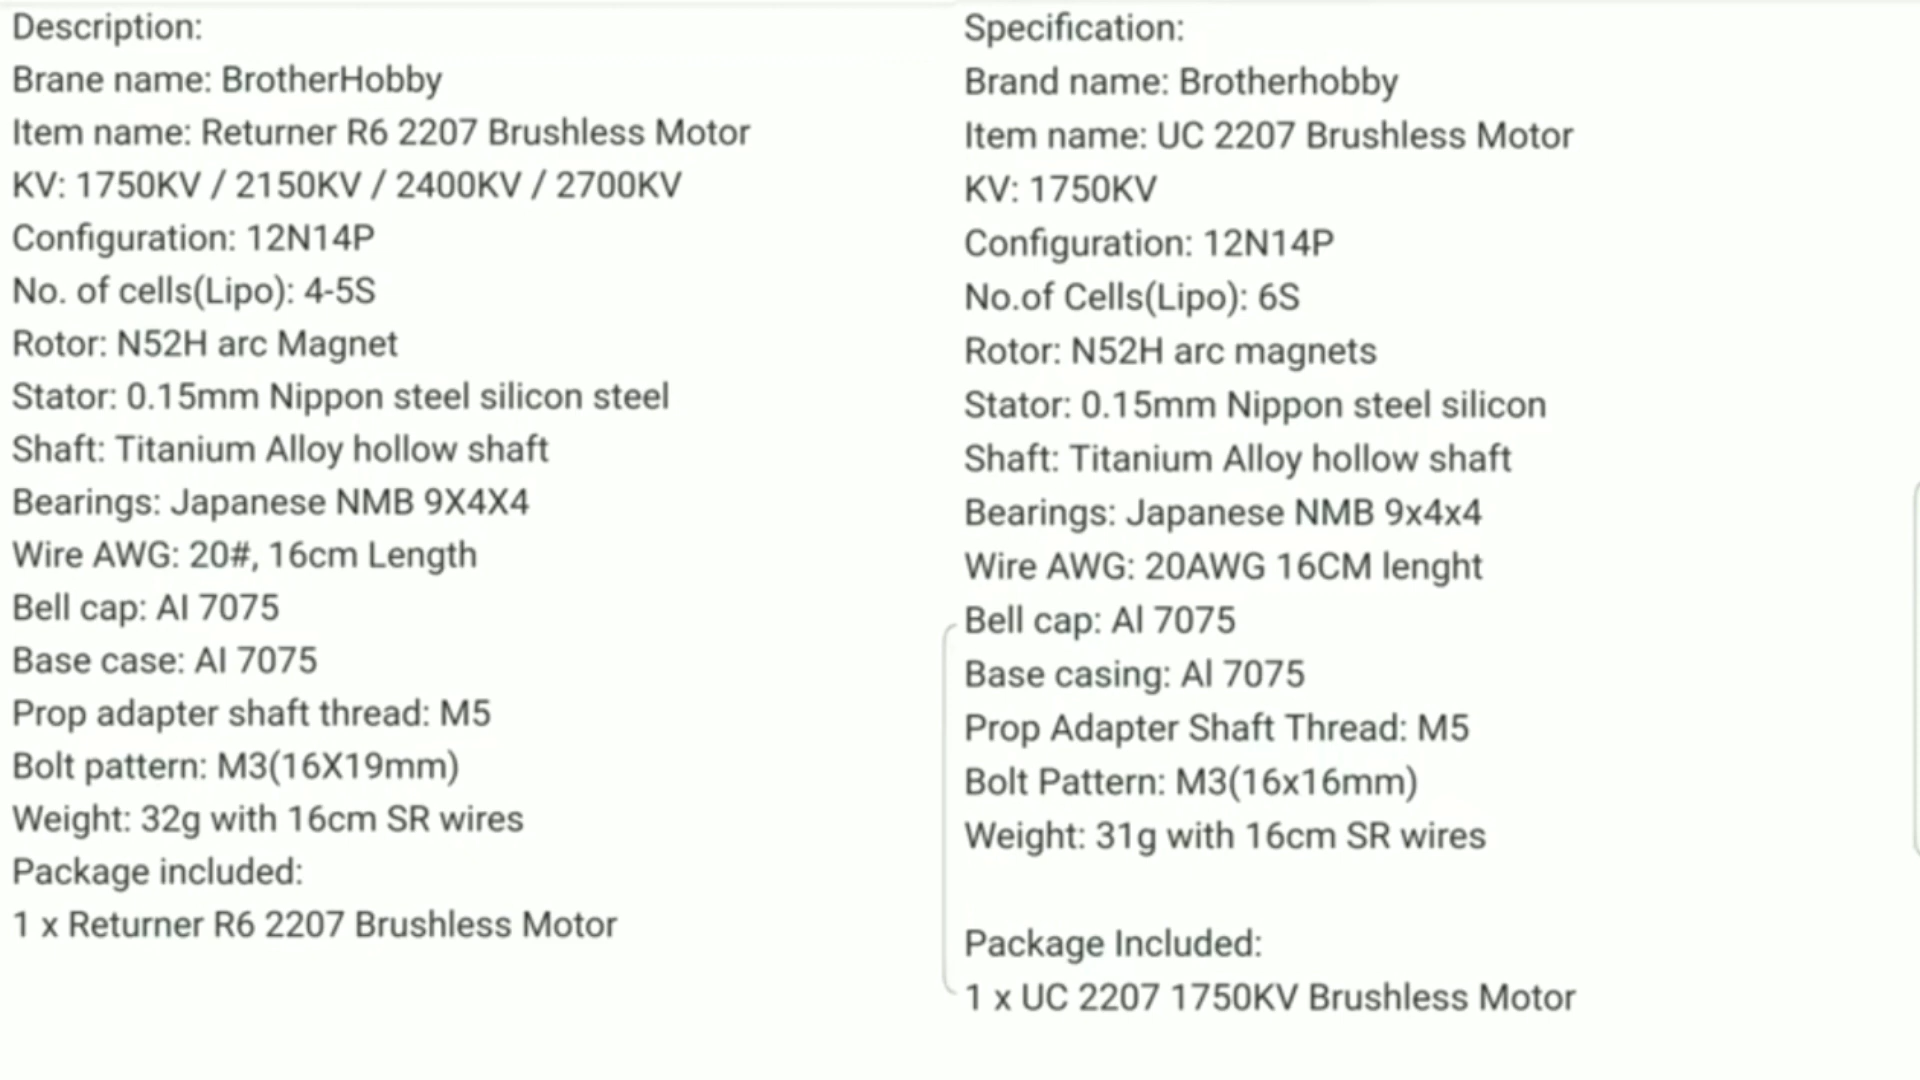 Description:
Brane name: BrotherHobby
Item name: Returner R6 2207 Brushless Motor
KV: 1750KV / 2150KV / 2400KV / 2700KV
Configuration: 12N14P
No. of cells(Lipo): 4-5S
Rotor: N52H arc Magnet
Stator: 0.15mm Nippon steel silicon steel
Shaft: Titanium Alloy hollow shaft
Bearings: Japanese NMB 9X4X4
Wire AWG: 20#, 16cm Length
Bell cap: Al 7075
Base case: Al 7075
Prop adapter shaft thread: M5
Bolt pattern: M3(16X19mm)
Weight: 32g with 16cm SR wires
Package included:
1 x Returner R6 2207 Brushless Motor
Specification:
Brand name: Brotherhobby
Item name: UC 2207 Brushless Motor
KV: 1750KV
Configuration: 12N14P
No.of Cells(Lipo): 6S
Rotor: N52H arc magnets
Stator: 0.15mm Nippon steel silicon
Shaft: Titanium Alloy hollow shaft
Bearings: Japanese NMB 9x4x4
Wire AWG: 20AWG 16CM lenght
Bell cap: Al 7075
Base casing: Al 7075
Prop Adapter Shaft Thread: M5
Bolt Pattern: M3(16x16mm)
Weight: 31g with 16cm SR wires
Package Included:
1 x UC 2207 1750KV Brushless Motor